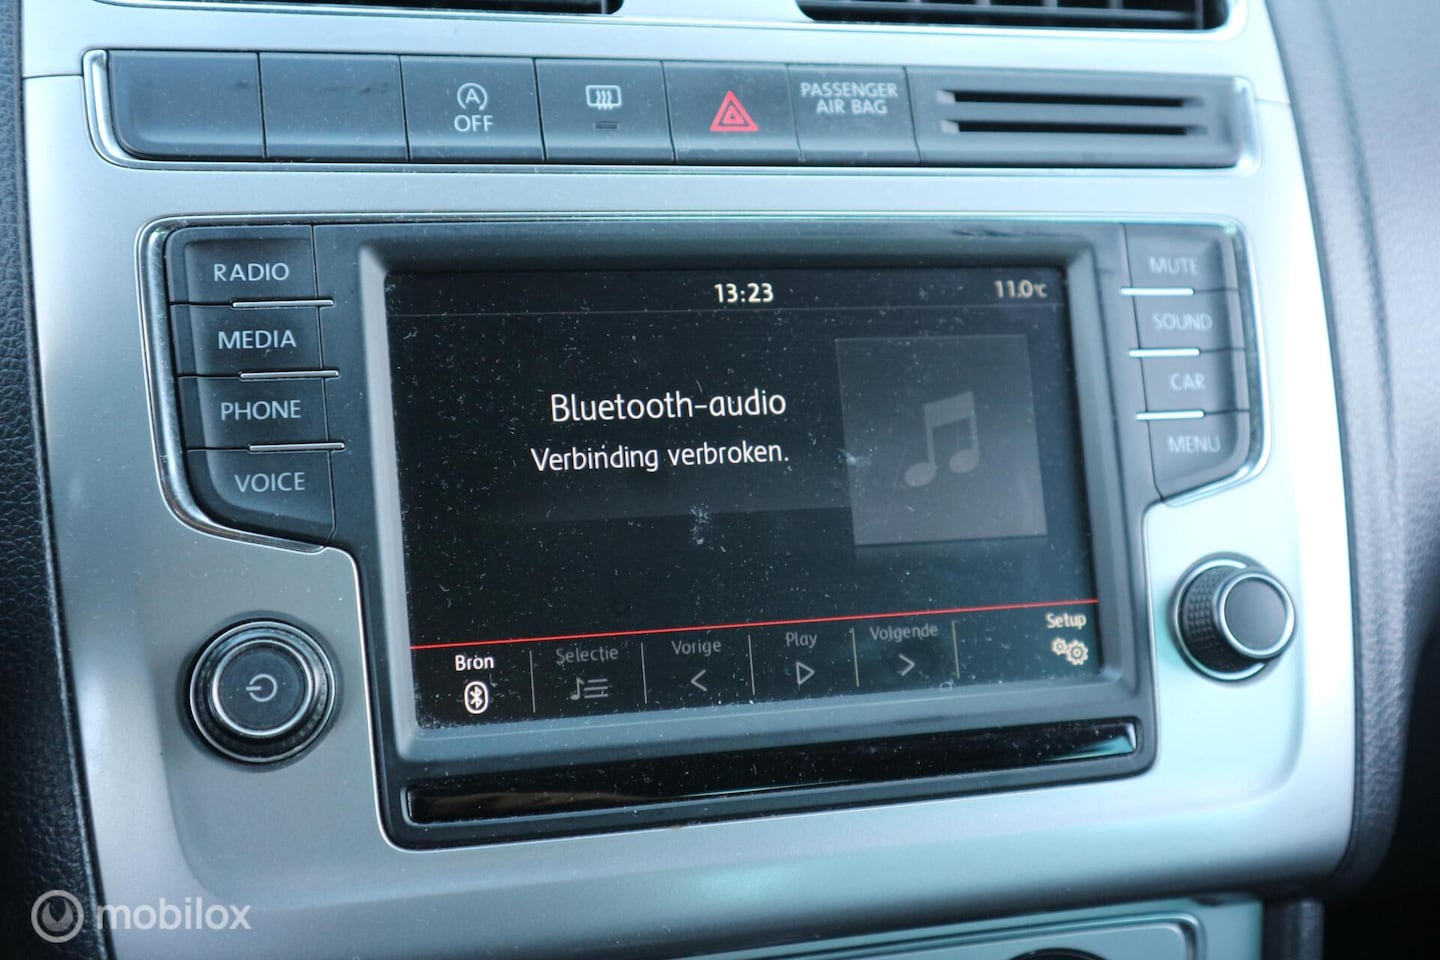 A
OFF
PASSENGER
AIR BAG
RADIO
MEDIA
PHONE
VOICE
MUTE
SOUND
CAR
MENU
13:23
11.0°C
Bluetooth-audio
Verbinding verbroken.
Bron
Selectie
Vorige
Play
Volgende
Setup
mobilox